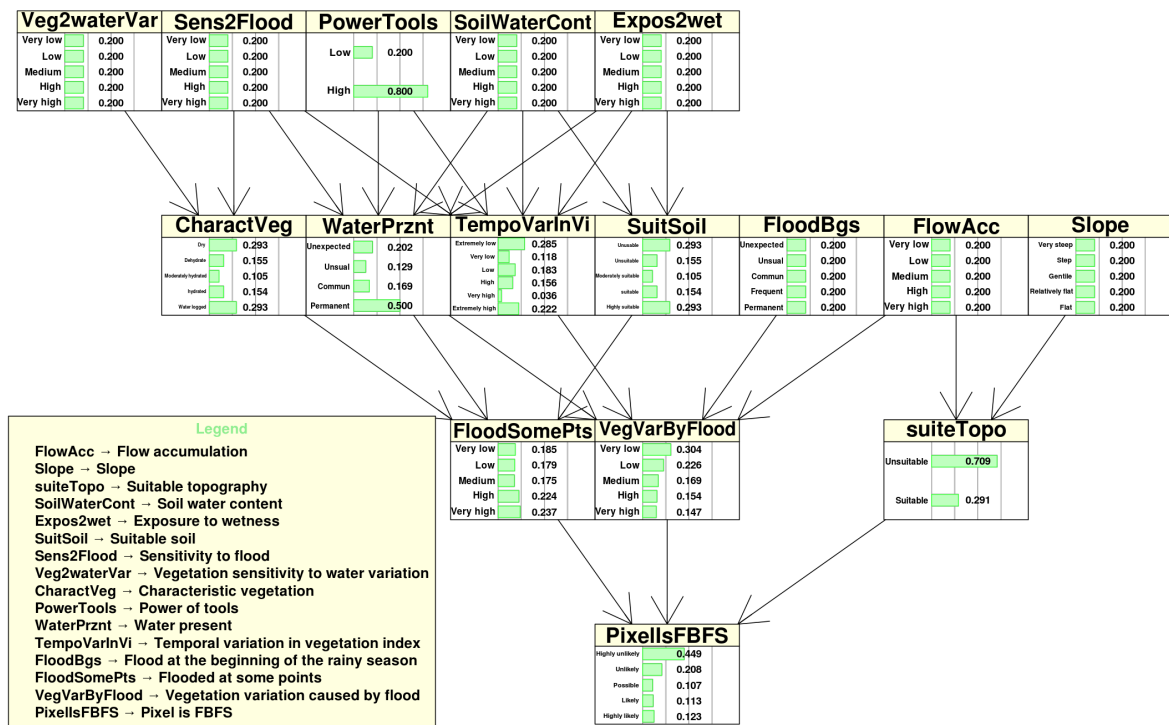 Veg2waterVar
Very low 0.200
Low 0.200
Medium 0.200
High 0.200
Very high 0.200
Sens2Flood
Very low 0.200
Low 0.200
Medium 0.200
High 0.200
Very high 0.200
PowerTools
Low 0.200
High 0.800
SoilWaterCont
Very low 0.200
Low 0.200
Medium 0.200
High 0.200
Very high 0.200
Expos2wet
Very low 0.200
Low 0.200
Medium 0.200
High 0.200
Very high 0.200
CharactVeg
Dry 0.293
Dehydrate 0.155
Moderately hydrated 0.105
hydrated 0.154
Water logged 0.293
WaterPrznt
Unexpected 0.202
Unsual 0.129
Commun 0.169
Permanent 0.500
TempoVarInVi
Extremely low 0.285
Very low 0.118
Low 0.183
High 0.156
Very high 0.036
Extremely high 0.222
SuitSoil
Unusable 0.293
Unsuitable 0.155
Moderately suitable 0.105
suitable 0.154
Highly suitable 0.293
FloodBgs
Unexpected 0.200
Unusual 0.200
Commun 0.200
Frequent 0.200
Permanent 0.200
FlowAcc
Very low 0.200
Low 0.200
Medium 0.200
High 0.200
Very high 0.200
Slope
Very steep 0.200
Step 0.200
Gentile 0.200
Relatively flat 0.200
Flat 0.200
FloodSomePts
Very low 0.185
Low 0.179
Medium 0.175
High 0.224
Very high 0.237
VegVarByFlood
Very low 0.304
Low 0.226
Medium 0.169
High 0.154
Very high 0.147
suiteTopo
Unsuitable 0.709
Suitable 0.291
Legend
FlowAcc → Flow accumulation
Slope → Slope
suiteTopo → Suitable topography
SoilWaterCont → Soil water content
Expos2wet → Exposure to wetness
SuitSoil → Suitable soil
Sens2Flood → Sensitivity to flood
Veg2waterVar → Vegetation sensitivity to water variation
CharactVeg → Characteristic vegetation
PowerTools → Power of tools
WaterPrznt → Water present
TempoVarInVi → Temporal variation in vegetation index
FloodBgs → Flood at the beginning of the rainy season
FloodSomePts → Flooded at some points
VegVarByFlood → Vegetation variation caused by flood
PixelIsFBFS → Pixel is FBFS
PixelIsFBFS
Highly unlikely 0.449
Unlikely 0.208
Possible 0.107
Likely 0.113
Highly likely 0.123